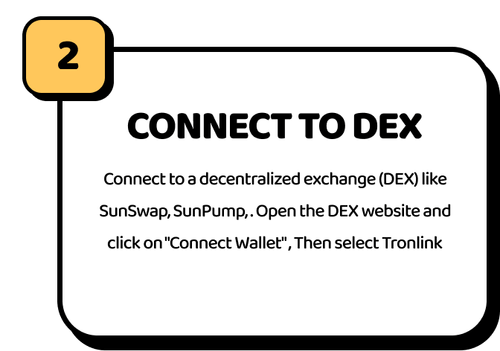 2
CONNECT TO DEX
Connect to a decentralized exchange (DEX) like
SunSwap, SunPump, . Open the DEX website and
click on "Connect Wallet", Then select Tronlink